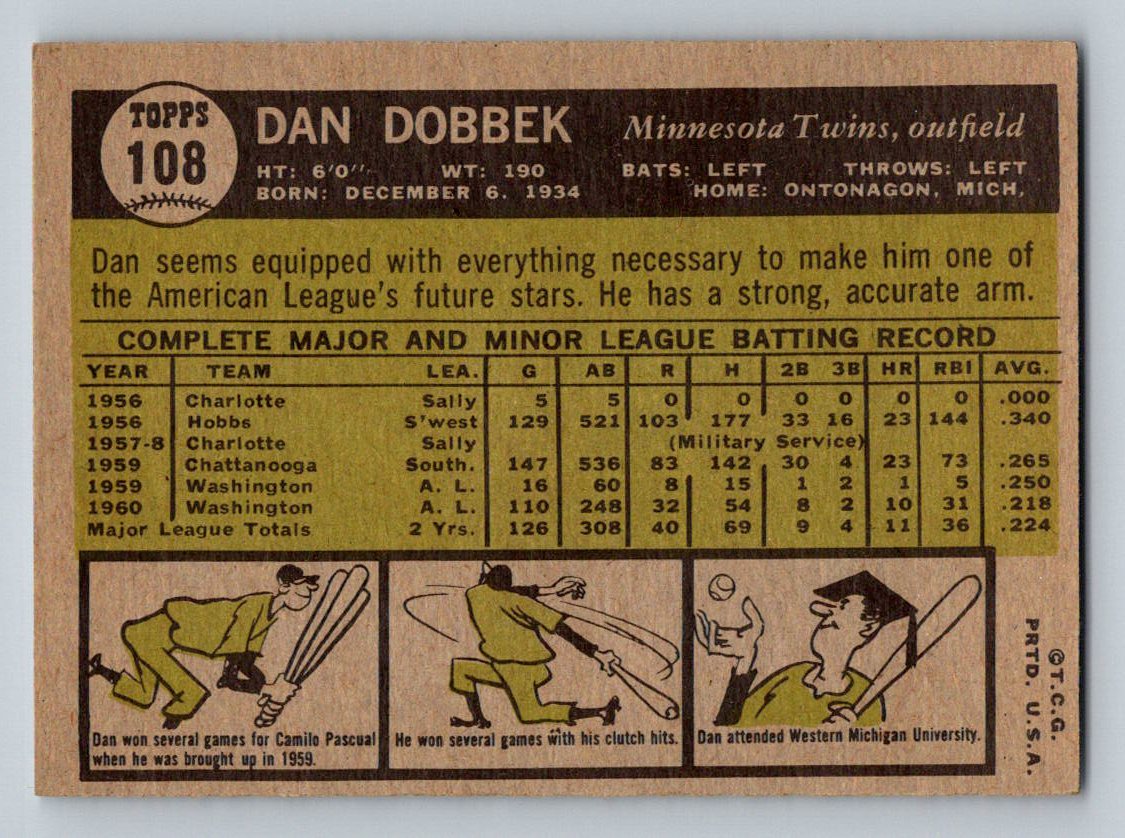 TOPPS
108
DAN DOBBEK Minnesota Twins, outfield
HT: 6'0" WT: 190 BATS: LEFT THROWS: LEFT
BORN: DECEMBER 6, 1934 HOME: ONTONAGON, MICH.
Dan seems equipped with everything necessary to make him one of
the American League's future stars. He has a strong, accurate arm.
COMPLETE MAJOR AND MINOR LEAGUE BATTING RECORD
YEAR TEAM LEA. G AB R H 2B 3B HR RBI AVG.
1956 Charlotte Sally 5 5 0 0 0 0 0 0 .000
1956 Hobbs S'west 129 521 103 177 33 16 23 144 .340
1957-8 Charlotte Sally (Military Service)
1959 Chattanooga South. 147 536 83 142 30 4 23 73 .265
1959 Washington A. L. 16 60 8 15 1 2 1 5 .250
1960 Washington A. L. 110 248 32 54 8 2 10 31 .218
Major League Totals 2 Yrs. 126 308 40 69 9 4 11 36 .224
Dan won several games for Camilo Pascual
when he was brought up in 1959.
He won several games with his clutch hits.
Dan attended Western Michigan University.
©T.C.G.
PRTD. U.S.A.